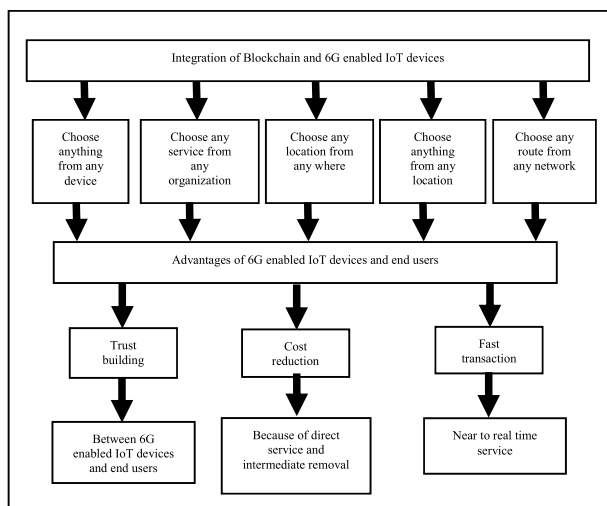 Integration of Blockchain and 6G enabled IoT devices
Choose
anything
from any
device
Choose any
service from
any
organization
Choose any
location from
any where
Choose
anything
from any
location
Choose any
route from
any network
Advantages of 6G enabled IoT devices and end users
Trust
building
Cost
reduction
Fast
transaction
Between 6G
enabled IoT devices
and end users
Because of direct
service and
intermediate removal
Near to real time
service